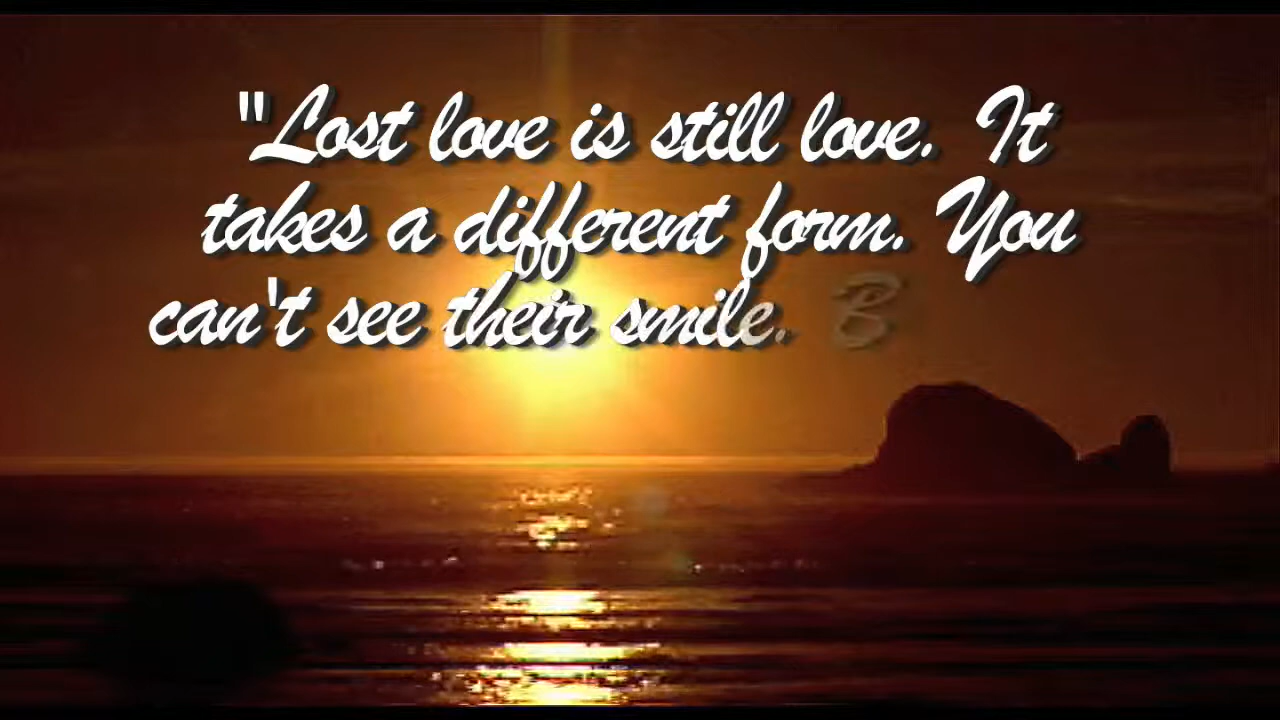 "Lost love is still love. It
takes a different form. You
can't see their smile. B